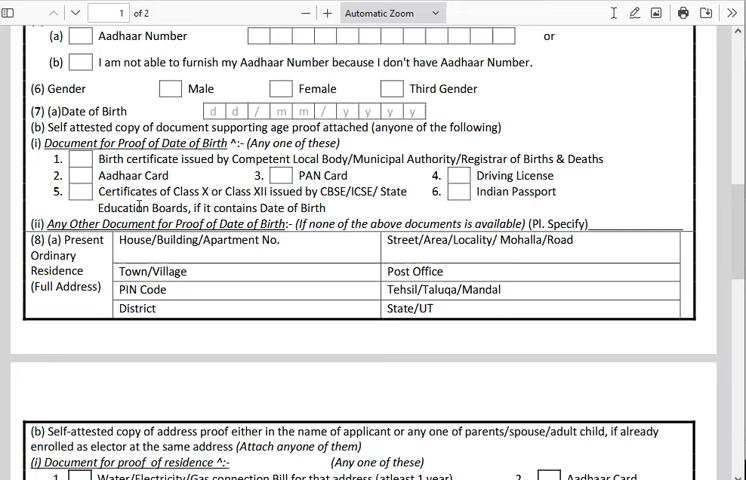 1 of 2 Automatic Zoom
(a) Aadhaar Number or
(b) I am not able to furnish my Aadhaar Number because I don't have Aadhaar Number.
(6) Gender Male Female Third Gender
(7) (a)Date of Birth d d / m m / y y y y
(b) Self attested copy of document supporting age proof attached (anyone of the following)
(i) Document for Proof of Date of Birth ^:- (Any one of these)
1. Birth certificate issued by Competent Local Body/Municipal Authority/Registrar of Births & Deaths
2. Aadhaar Card 3. PAN Card 4. Driving License
5. Certificates of Class X or Class XII issued by CBSE/ICSE/ State 6. Indian Passport
Education Boards, if it contains Date of Birth
(ii) Any Other Document for Proof of Date of Birth:- (If none of the above documents is available) (Pl. Specify)
(8) (a) Present House/Building/Apartment No. Street/Area/Locality/ Mohalla/Road
Ordinary
Residence Town/Village Post Office
(Full Address) PIN Code Tehsil/Taluqa/Mandal
District State/UT
(b) Self-attested copy of address proof either in the name of applicant or any one of parents/spouse/adult child, if already
enrolled as elector at the same address (Attach anyone of them)
(i) Document for proof of residence ^:- (Any one of these)
1. Water/Electricity/Gas connection Bill for that address (atleast 1 year) 2. Aadhaar Card